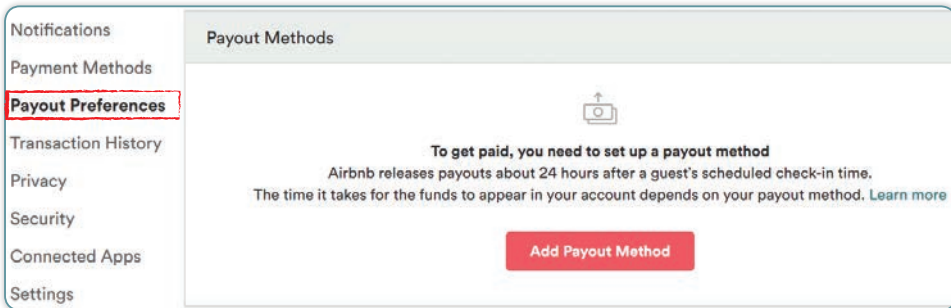 Notifications
Payment Methods
Payout Preferences
Transaction History
Privacy
Security
Connected Apps
Settings
Payout Methods
To get paid, you need to set up a payout method
Airbnb releases payouts about 24 hours after a guest's scheduled check-in time.
The time it takes for the funds to appear in your account depends on your payout method. Learn more
Add Payout Method